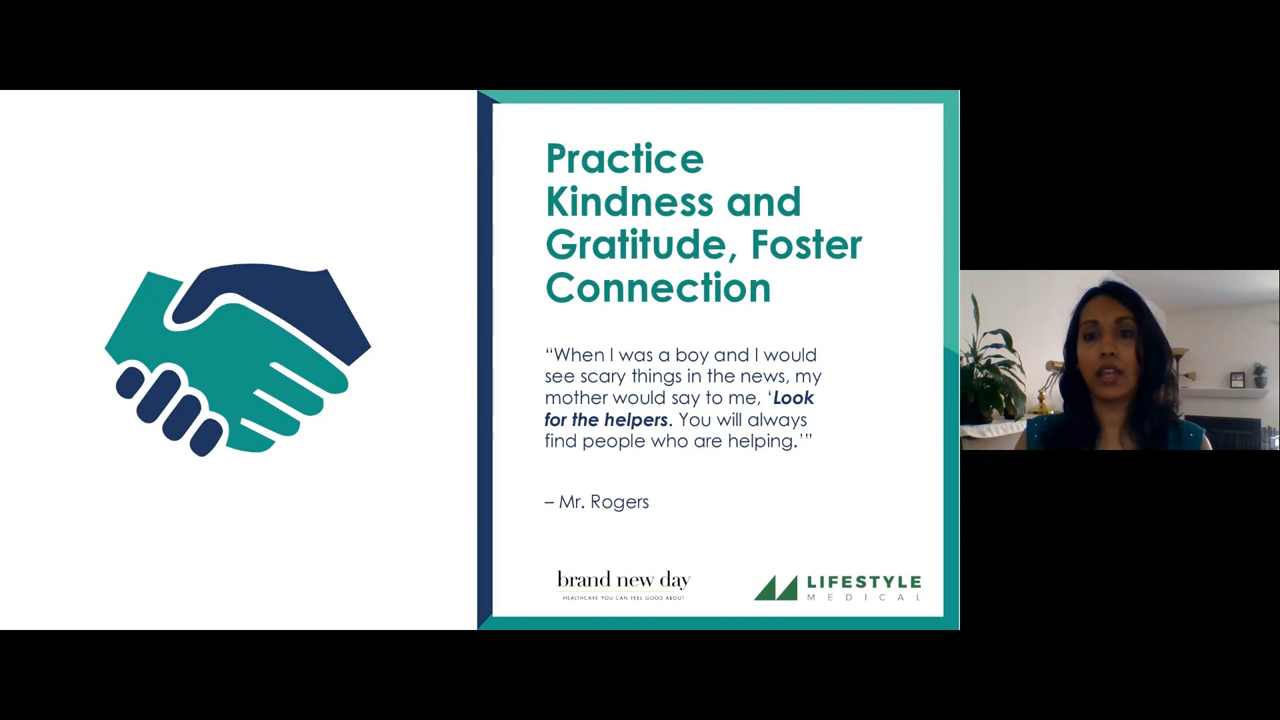 Practice
Kindness and
Gratitude, Foster
Connection
“When I was a boy and I would
see scary things in the news, my
mother would say to me, ‘Look
for the helpers. You will always
find people who are helping.’”
– Mr. Rogers
brand new day
HEALTHCARE YOU CAN FEEL GOOD ABOUT
LIFESTYLE
MEDICAL